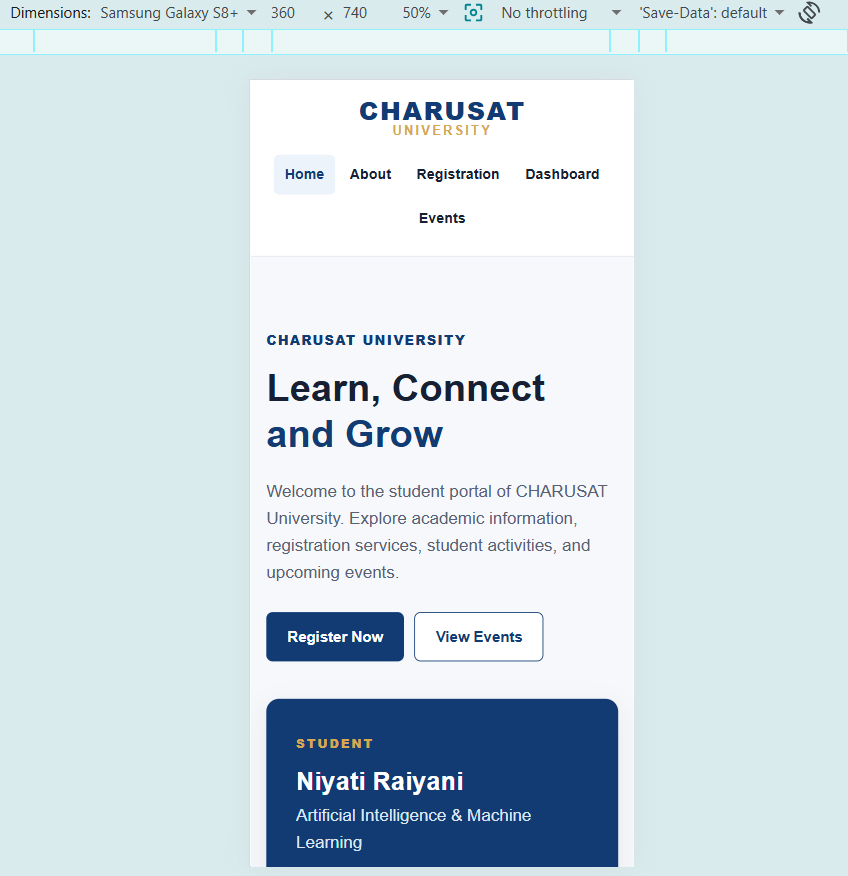 Dimensions: Samsung Galaxy S8+ 360 × 740 50% No throttling 'Save-Data': default
CHARUSAT
UNIVERSITY
Home About Registration Dashboard
Events
CHARUSAT UNIVERSITY
Learn, Connect
and Grow
Welcome to the student portal of CHARUSAT
University. Explore academic information,
registration services, student activities, and
upcoming events.
Register Now View Events
STUDENT
Niyati Raiyani
Artificial Intelligence & Machine
Learning